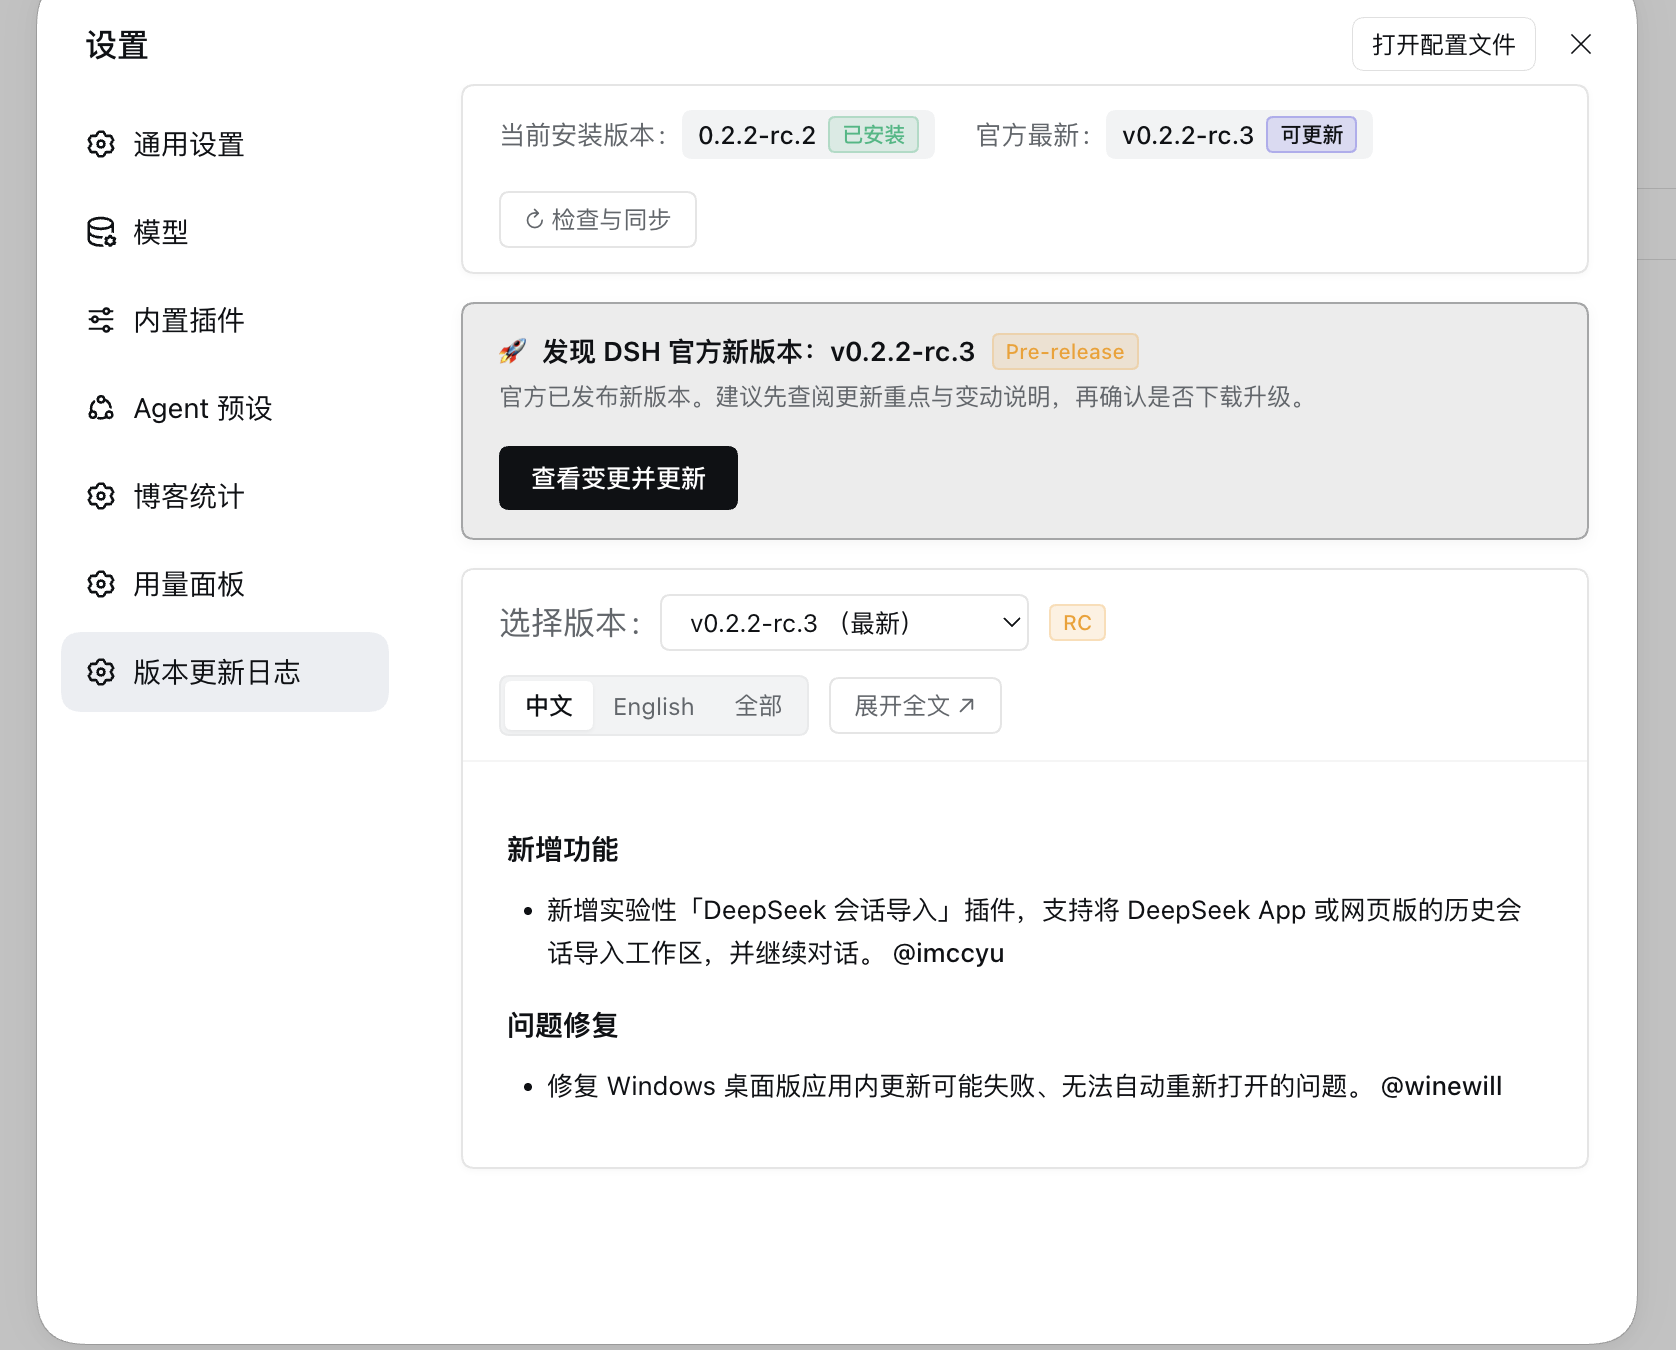 设置
打开配置文件
通用设置
模型
内置插件
Agent 预设
博客统计
用量面板
版本更新日志
当前安装版本： 0.2.2-rc.2 已安装 官方最新： v0.2.2-rc.3 可更新
检查与同步
🚀 发现 DSH 官方新版本：v0.2.2-rc.3 Pre-release
官方已发布新版本。建议先查阅更新重点与变动说明，再确认是否下载升级。
查看变更并更新
选择版本： v0.2.2-rc.3 （最新） RC
中文 English 全部 展开全文 ↗
新增功能
• 新增实验性「DeepSeek 会话导入」插件，支持将 DeepSeek App 或网页版的历史会
话导入工作区，并继续对话。 @imccyu
问题修复
• 修复 Windows 桌面版应用内更新可能失败、无法自动重新打开的问题。 @winewill